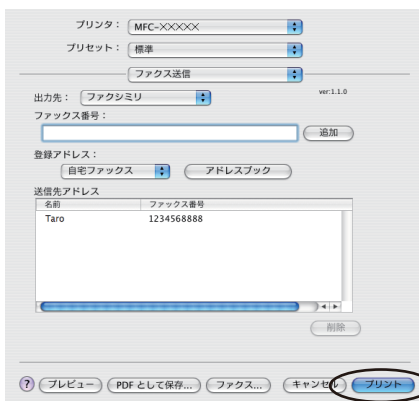 プリンタ： MFC-XXXXX
プリセット： 標準
ファクス送信
出力先： ファクシミリ ver:1.1.0
ファックス番号：
追加
登録アドレス：
自宅ファックス アドレスブック
送信先アドレス
名前 ファックス番号
Taro 1234568888
削除
? プレビュー PDF として保存... ファクス... キャンセル プリント